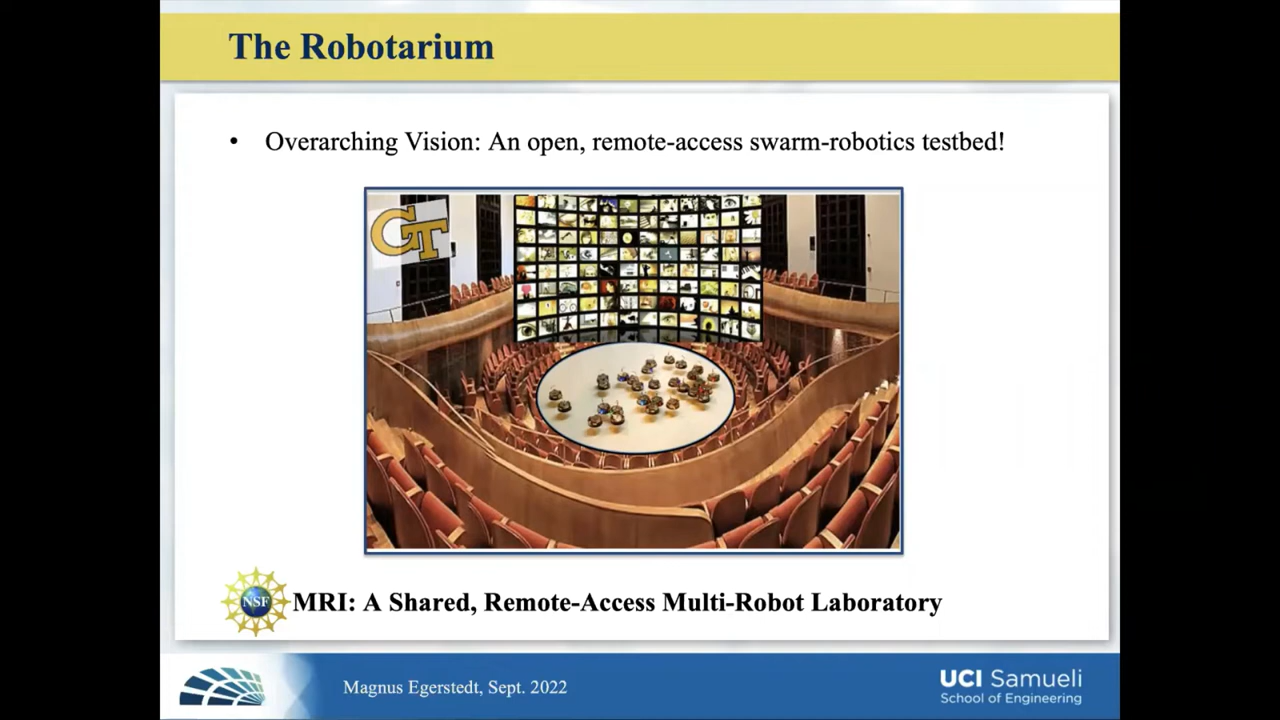 The Robotarium
• Overarching Vision: An open, remote-access swarm-robotics testbed!
GT
NSF
MRI: A Shared, Remote-Access Multi-Robot Laboratory
Magnus Egerstedt, Sept. 2022
UCI Samueli
School of Engineering